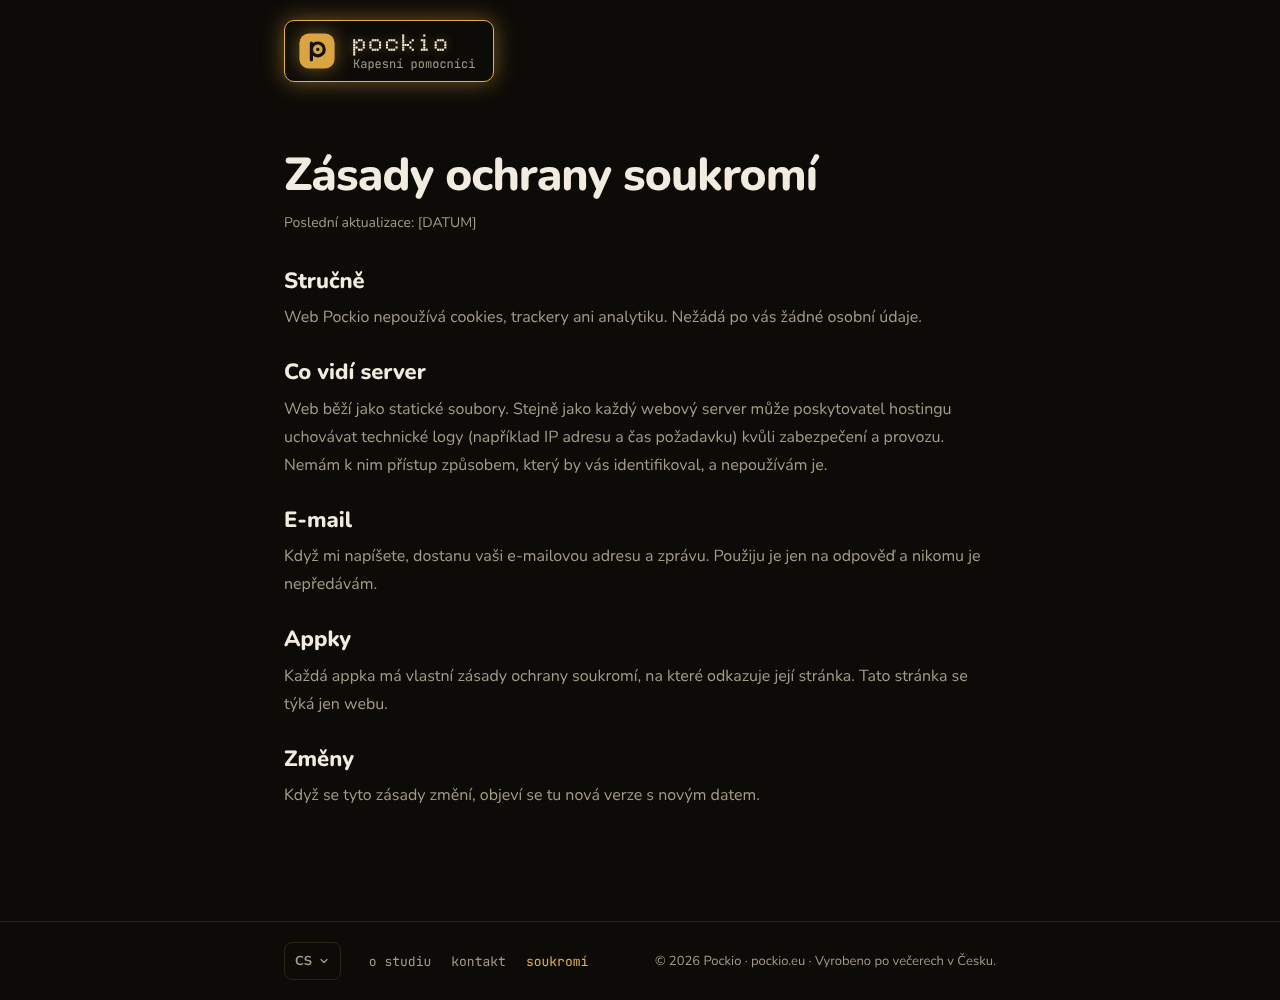 pockio
Kapesní pomocníci
Zásady ochrany soukromí
Poslední aktualizace: [DATUM]
Stručně
Web Pockio nepoužívá cookies, trackery ani analytiku. Nežádá po vás žádné osobní údaje.
Co vidí server
Web běží jako statické soubory. Stejně jako každý webový server může poskytovatel hostingu
uchovávat technické logy (například IP adresu a čas požadavku) kvůli zabezpečení a provozu.
Nemám k nim přístup způsobem, který by vás identifikoval, a nepoužívám je.
E-mail
Když mi napíšete, dostanu vaši e-mailovou adresu a zprávu. Použiju je jen na odpověď a nikomu je
nepředávám.
Appky
Každá appka má vlastní zásady ochrany soukromí, na které odkazuje její stránka. Tato stránka se
týká jen webu.
Změny
Když se tyto zásady změní, objeví se tu nová verze s novým datem.
CS o studiu kontakt soukromí © 2026 Pockio · pockio.eu · Vyrobeno po večerech v Česku.